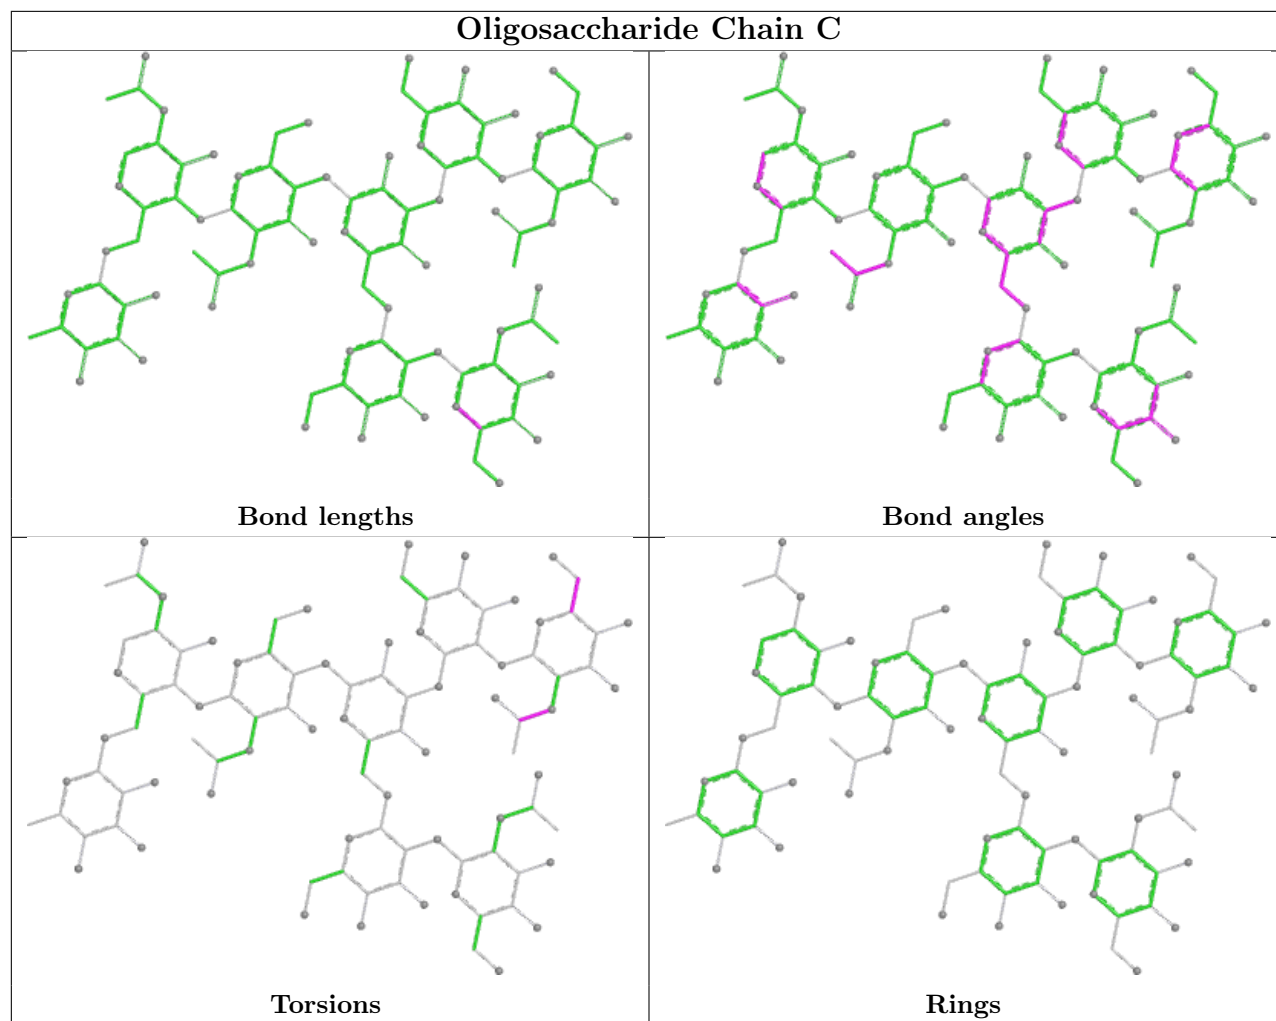 Oligosaccharide Chain C
Bond lengths
Bond angles
Torsions
Rings